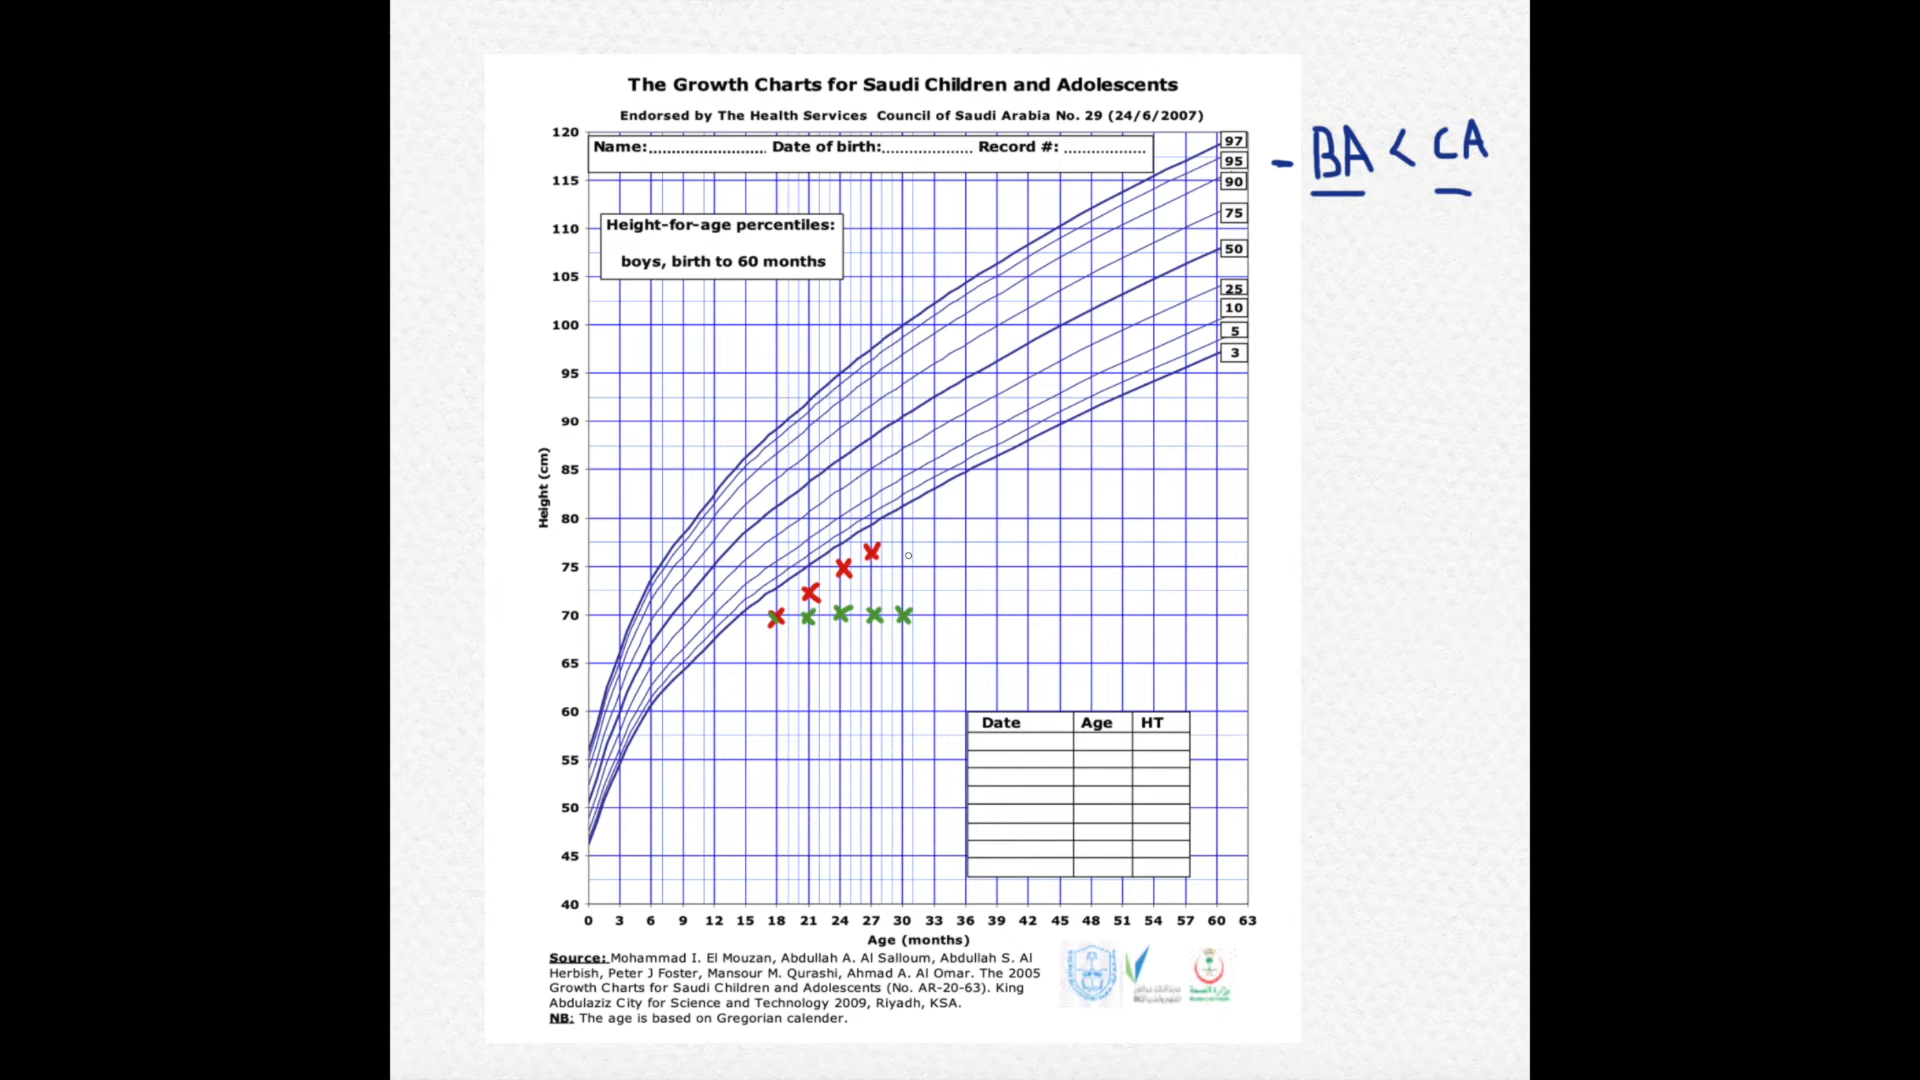 The Growth Charts for Saudi Children and Adolescents
Endorsed by The Health Services Council of Saudi Arabia No. 29 (24/6/2007)
Name:......................... Date of birth:.................... Record #: ..................
- BA < CA
Height-for-age percentiles:
boys, birth to 60 months
97
95
90
75
50
25
10
5
3
120
115
110
105
100
95
90
85
80
75
70
65
60
55
50
45
40
Height (cm)
Date Age HT
0 3 6 9 12 15 18 21 24 27 30 33 36 39 42 45 48 51 54 57 60 63
Age (months)
Source: Mohammad I. El Mouzan, Abdullah A. Al Salloum, Abdullah S. Al
Herbish, Peter J Foster, Mansour M. Qurashi, Ahmad A. Al Omar. The 2005
Growth Charts for Saudi Children and Adolescents (No. AR-20-63). King
Abdulaziz City for Science and Technology 2009, Riyadh, KSA.
NB: The age is based on Gregorian calender.